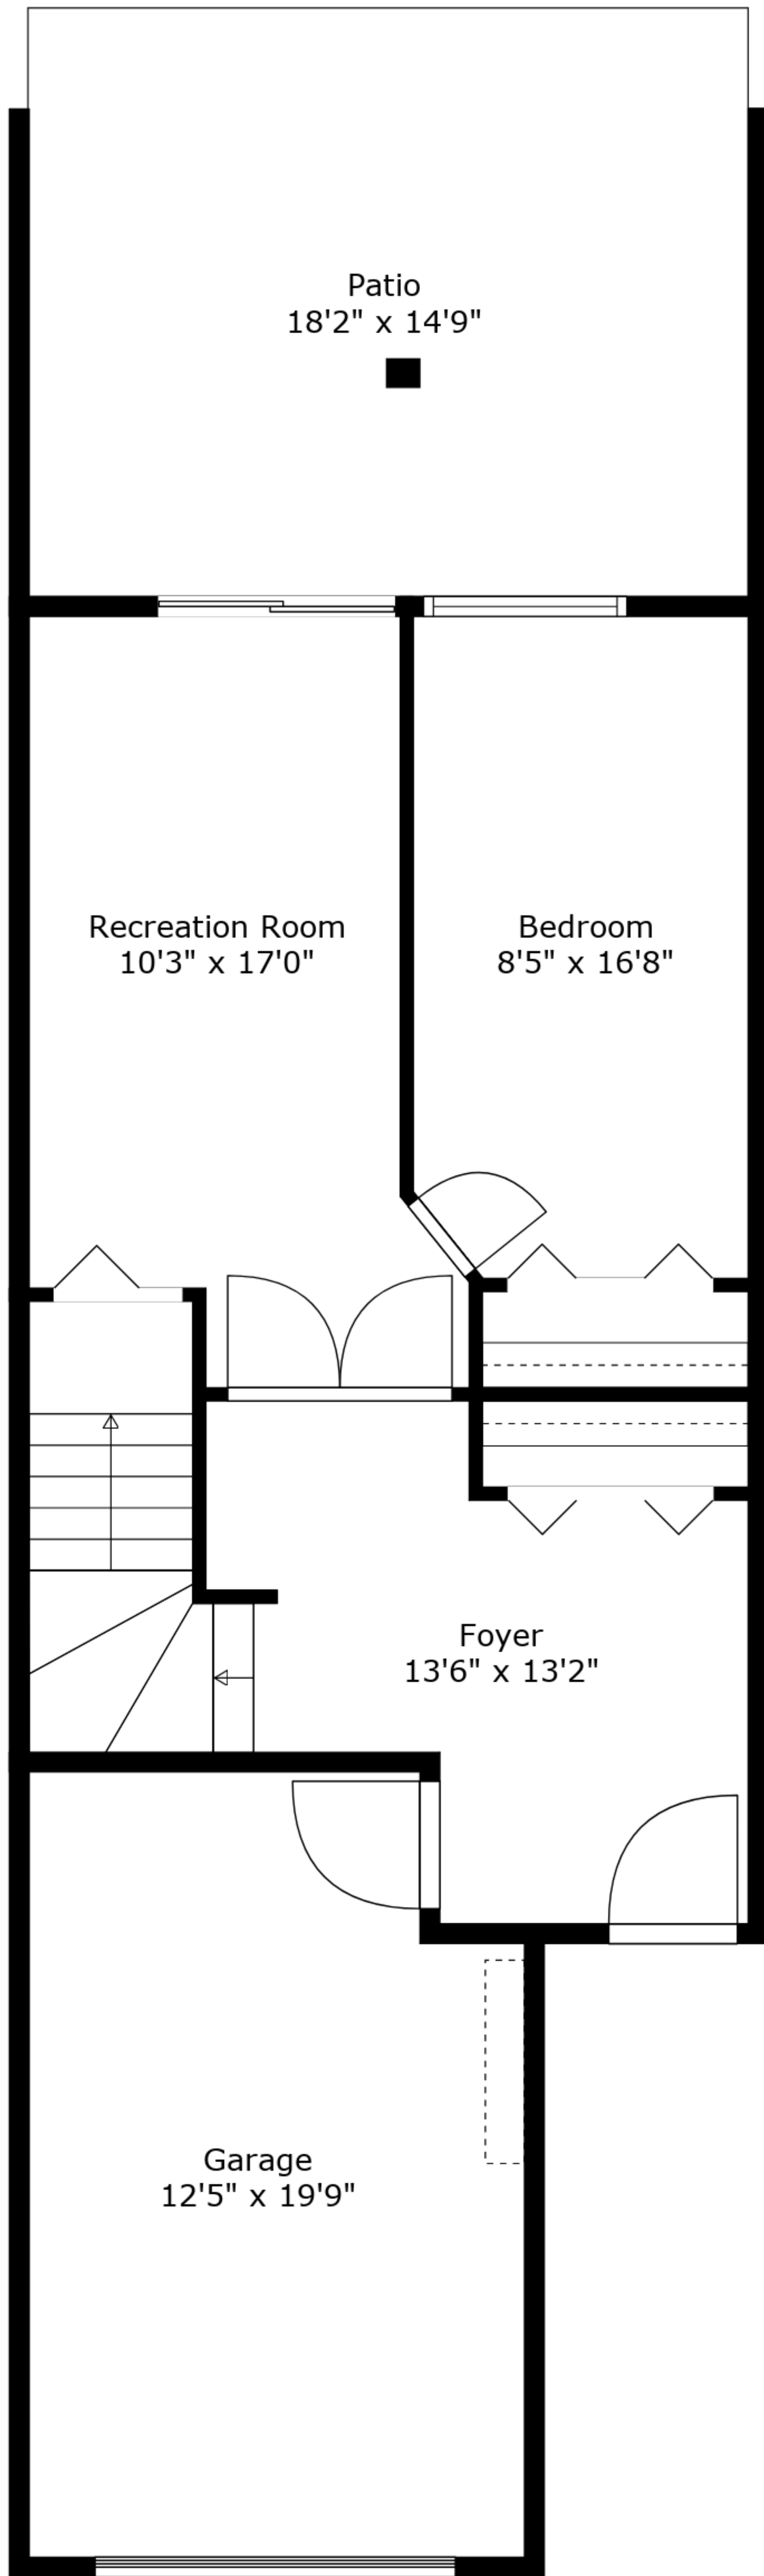 Patio
18'2" x 14'9"
Recreation Room
10'3" x 17'0"
Bedroom
8'5" x 16'8"
Foyer
13'6" x 13'2"
Garage
12'5" x 19'9"